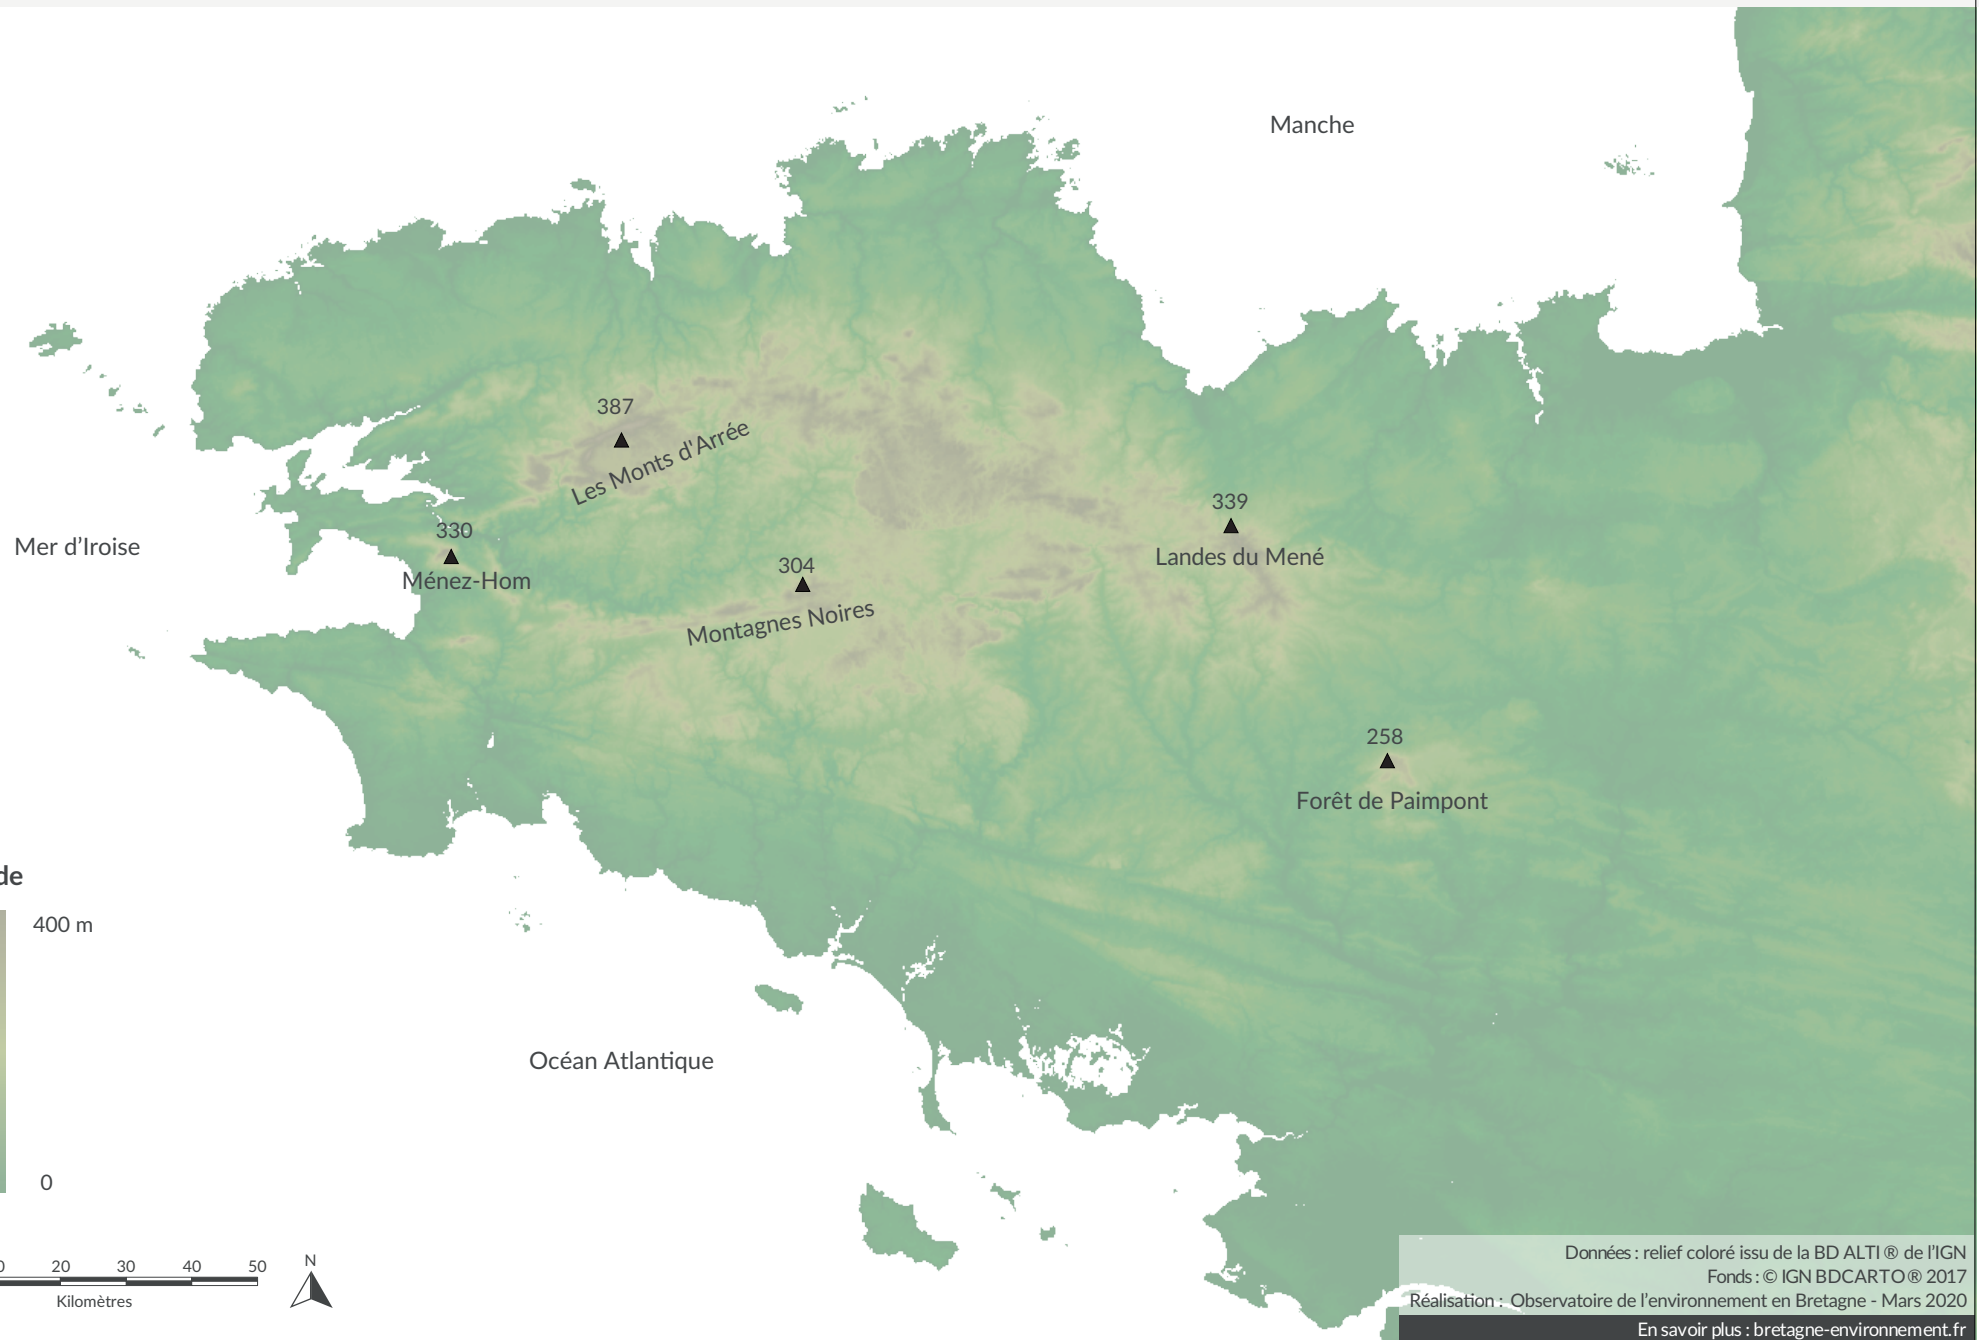 Manche
387
Les Monts d'Arrée
339
Landes du Mené
330
Ménez-Hom
Mer d’Iroise
304
Montagnes Noires
258
Forêt de Paimpont
de
400 m
0
Océan Atlantique
0 20 30 40 50
Kilomètres
N
Données : relief coloré issu de la BD ALTI ® de l’IGN
Fonds : © IGN BDCARTO ® 2017
Réalisation : Observatoire de l’environnement en Bretagne - Mars 2020
En savoir plus : bretagne-environnement.fr